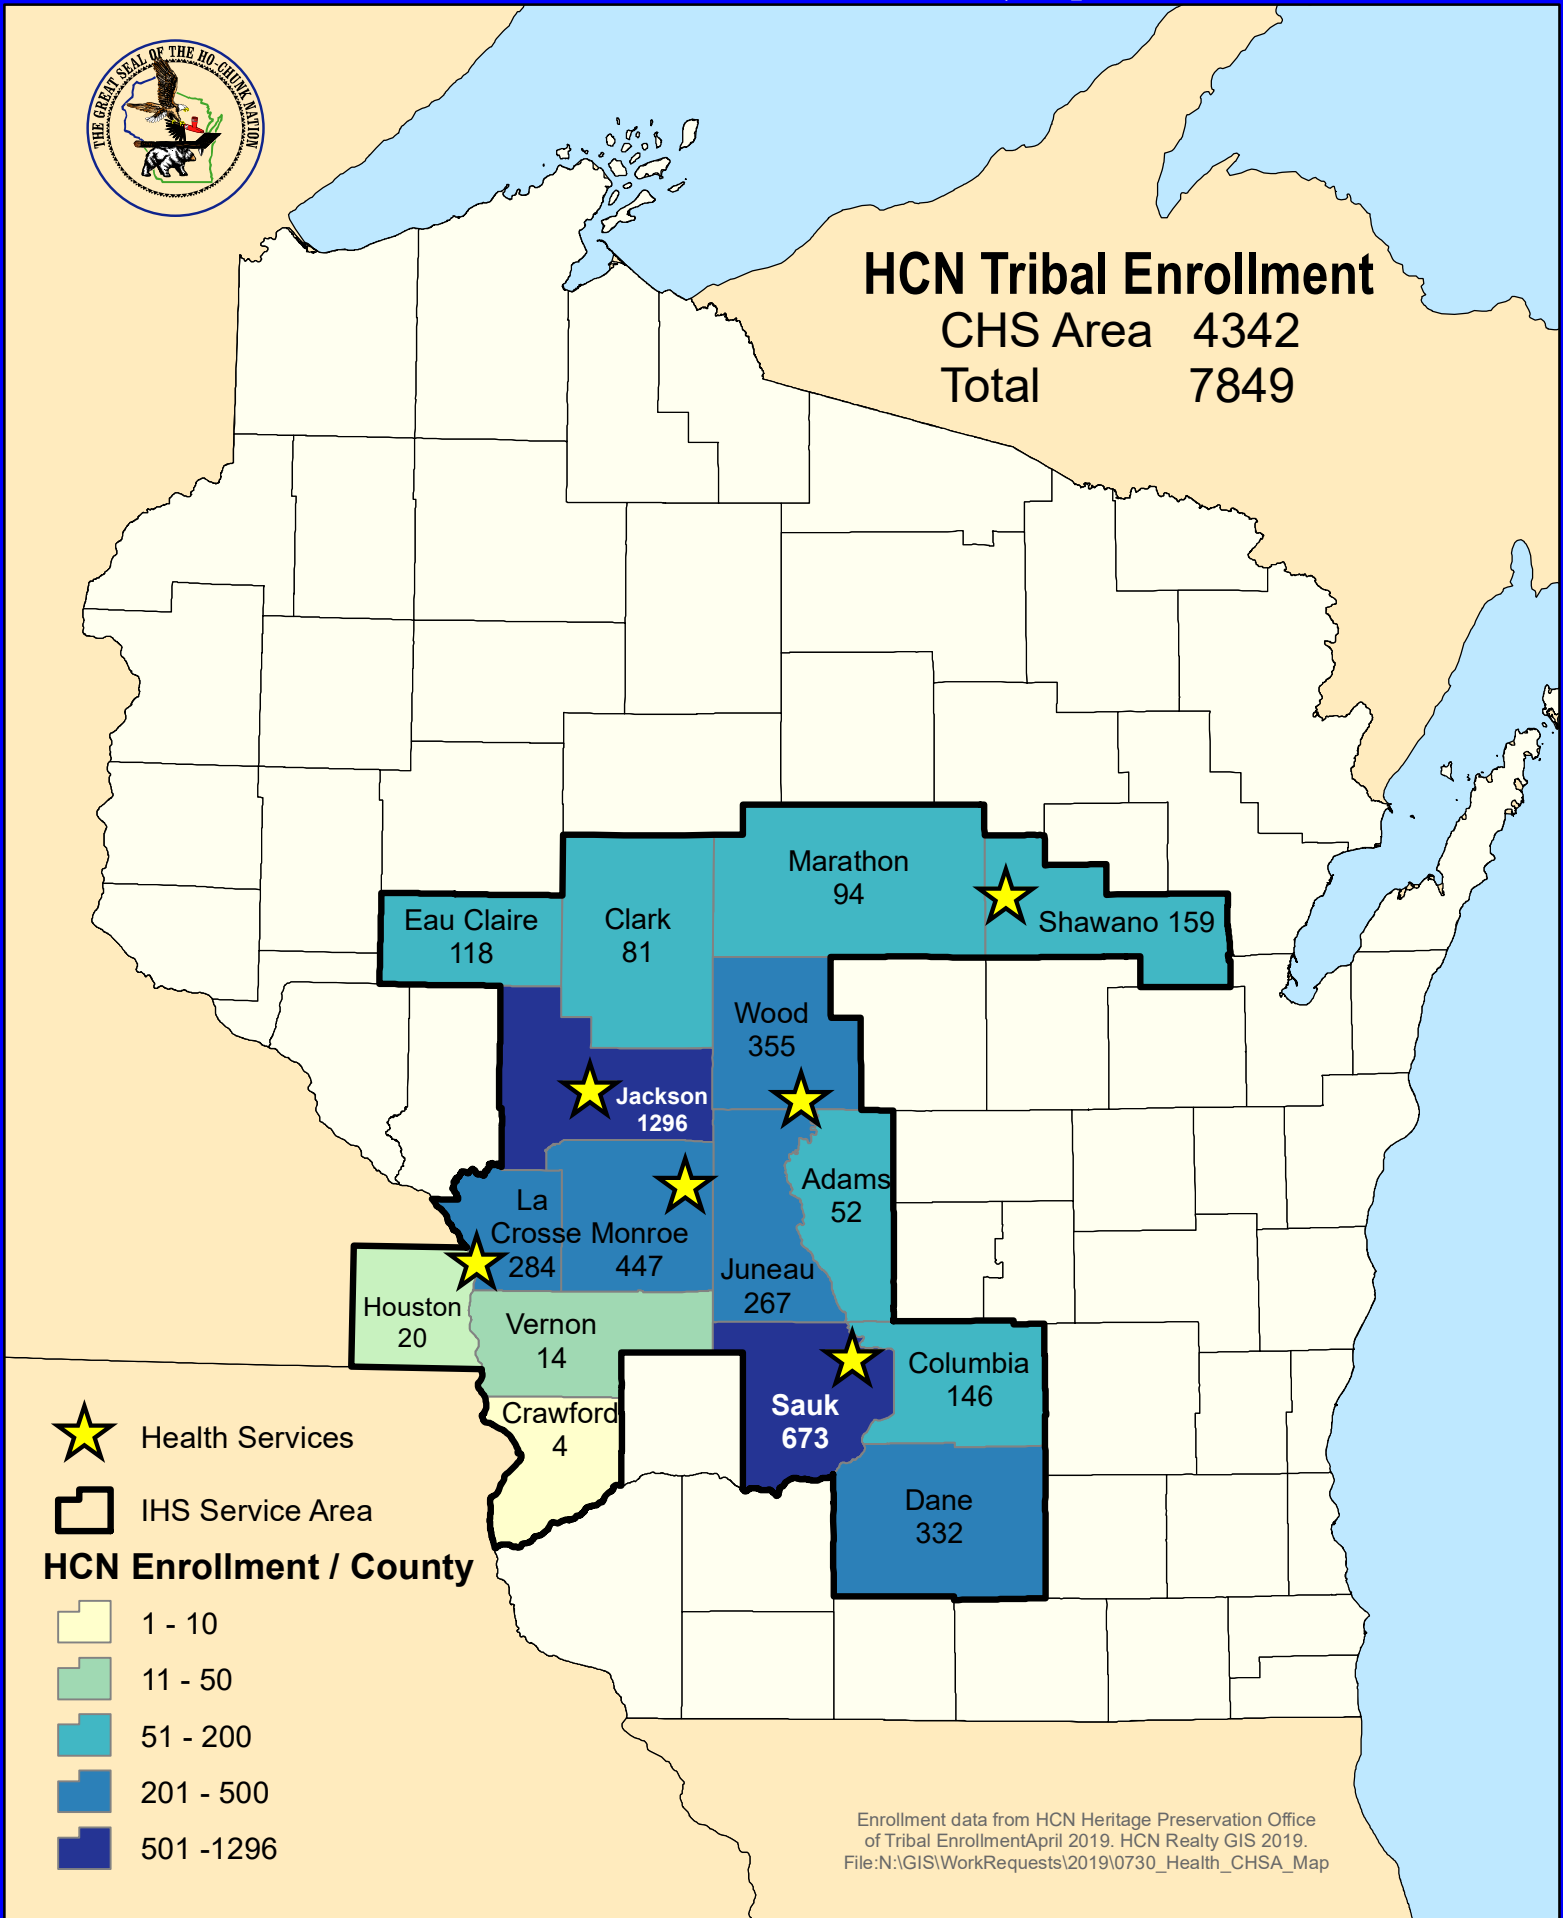 THE GREAT SEAL OF THE HO-CHUNK NATION
HCN Tribal Enrollment
CHS Area 4342
Total 7849
Marathon
94
Shawano 159
Eau Claire
118
Clark
81
Wood
355
Jackson
1296
Adams
52
La
Crosse
284
Monroe
447
Juneau
267
Houston
20
Vernon
14
Columbia
146
Sauk
673
Crawford
4
Dane
332
Health Services
IHS Service Area
HCN Enrollment / County
1 - 10
11 - 50
51 - 200
201 - 500
501 -1296
Enrollment data from HCN Heritage Preservation Office
of Tribal EnrollmentApril 2019. HCN Realty GIS 2019.
File:N:\GIS\WorkRequests\2019\0730_Health_CHSA_Map